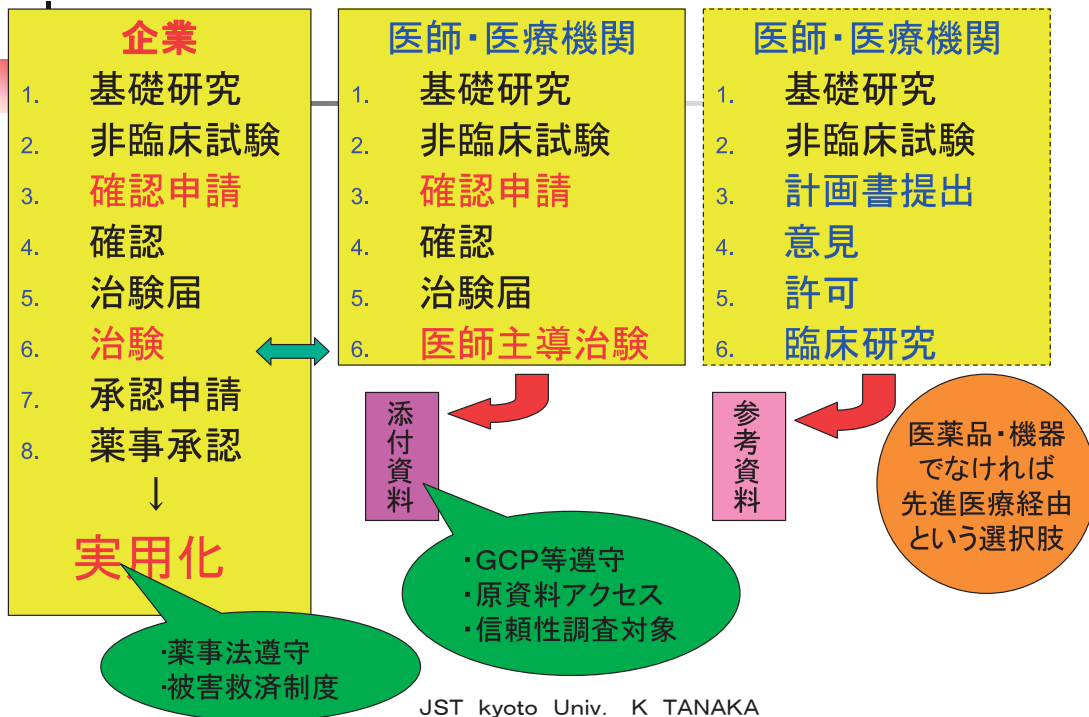 企業
1. 基礎研究
2. 非臨床試験
3. 確認申請
4. 確認
5. 治験届
6. 治験
7. 承認申請
8. 薬事承認
↓
実用化
・薬事法遵守
・被害救済制度
医師・医療機関
1. 基礎研究
2. 非臨床試験
3. 確認申請
4. 確認
5. 治験届
6. 医師主導治験
添付資料
・GCP等遵守
・原資料アクセス
・信頼性調査対象
医師・医療機関
1. 基礎研究
2. 非臨床試験
3. 計画書提出
4. 意見
5. 許可
6. 臨床研究
参考資料
医薬品・機器
でなければ
先進医療経由
という選択肢
JST kyoto Univ. K TANAKA